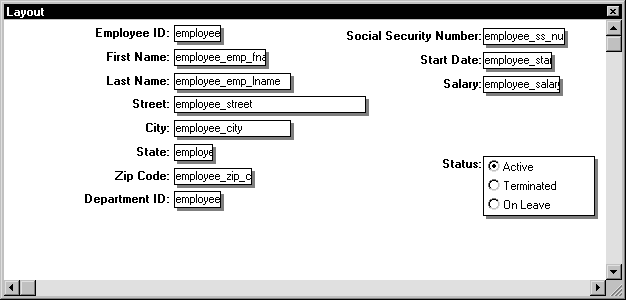 Layout
Employee ID: employee
Social Security Number: employee_ss_nu
First Name: employee_emp_fna
Start Date: employee_star
Last Name: employee_emp_lname
Salary: employee_salary
Street: employee_street
City: employee_city
State: employe
Zip Code: employee_zip_c
Status: Active
Terminated
Department ID: employee
On Leave